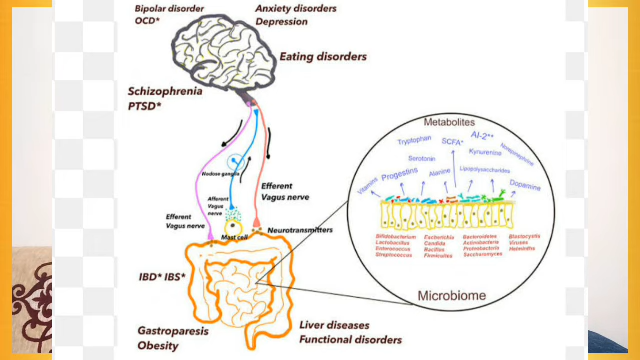 Bipolar disorder
OCD*
Anxiety disorders
Depression
Eating disorders
Schizophrenia
PTSD*
Nodose ganglia
Afferent
Vagus
nerve
Efferent
Vagus nerve
Efferent
Vagus nerve
Mast cell
Neurotransmitters
IBD* IBS*
Gastroparesis
Obesity
Liver diseases
Functional disorders
Metabolites
Tryptophan
SCFA*
AI-2**
Norepinephrine
Serotonin
Kynurenins
Vitamins
Progestins
Alanine
Lipopolysaccharides
Dopamins
Bifidobacterium
Lactobacillus
Enterococcus
Streptococcus
Escherichia
Candida
Bacillus
Firmicutes
Bacteroidetes
Actinobacteria
Proteobacteria
Saccharomyces
Blastocystis
Viruses
Helminths
Microbiome